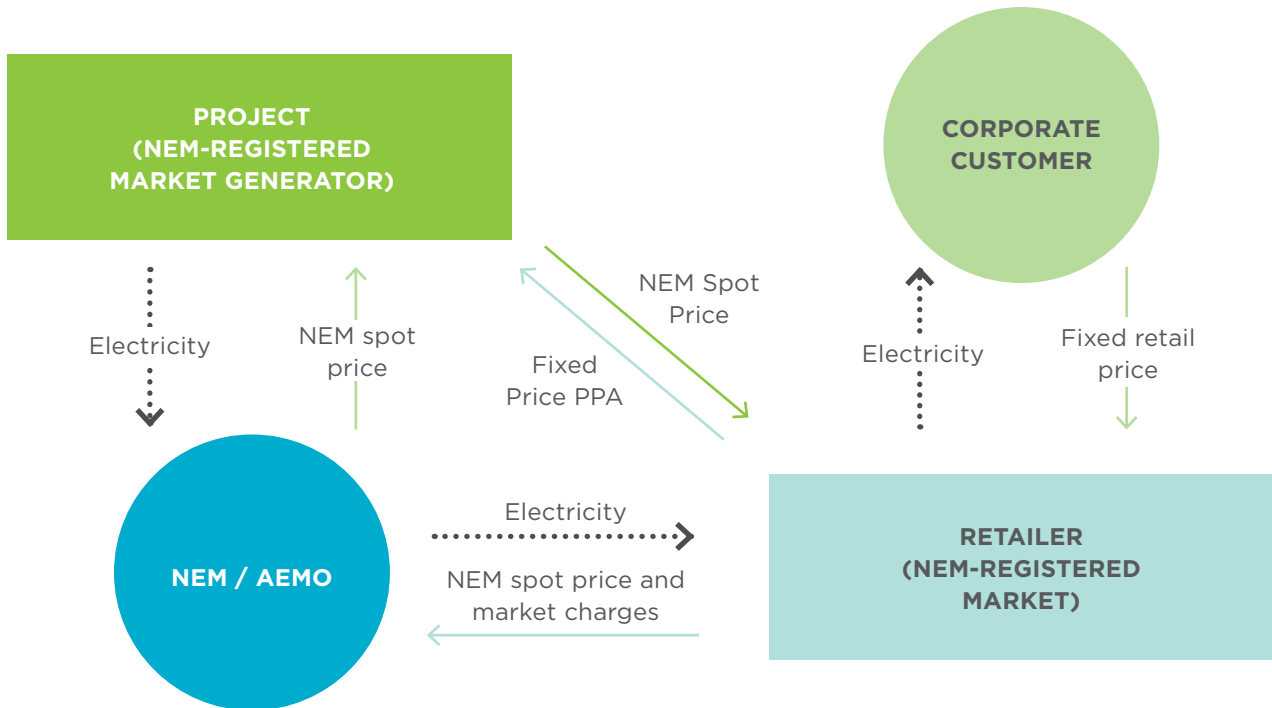 PROJECT
(NEM-REGISTERED
MARKET GENERATOR)
CORPORATE
CUSTOMER
Electricity
NEM spot
price
NEM Spot
Price
Fixed
Price PPA
Electricity
Fixed retail
price
NEM / AEMO
Electricity
NEM spot price and
market charges
RETAILER
(NEM-REGISTERED
MARKET)